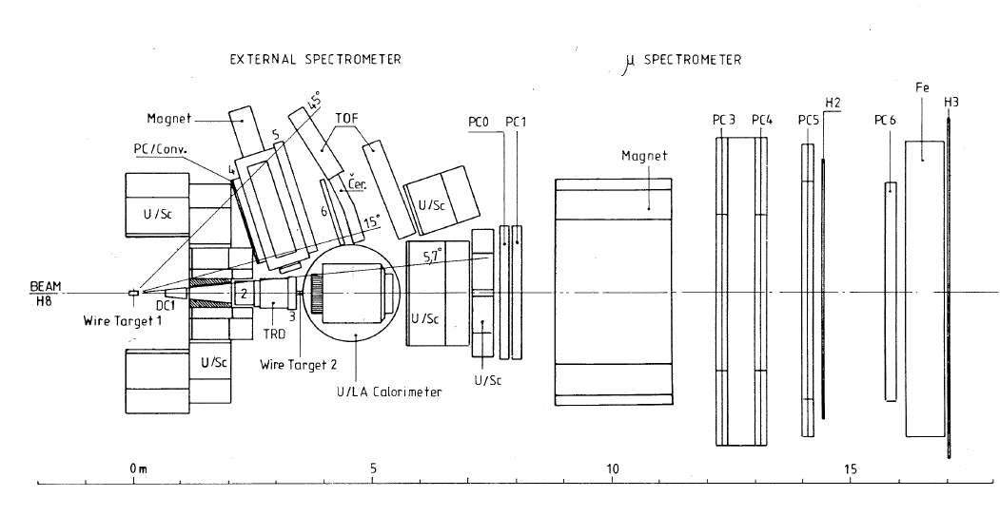 EXTERNAL SPECTROMETER
μ SPECTROMETER
Magnet
PC/Conv.
4
5
45°
TOF
PC0
PC1
PC3
PC4
PC5
H2
PC6
Fe
H3
Magnet
U/Sc
6
Čer.
U/Sc
15°
5,7°
BEAM
H8
DC1
2
3
U/Sc
Wire Target 1
TRD
U/Sc
Wire Target 2
U/LA Calorimeter
U/Sc
0 m
5
10
15